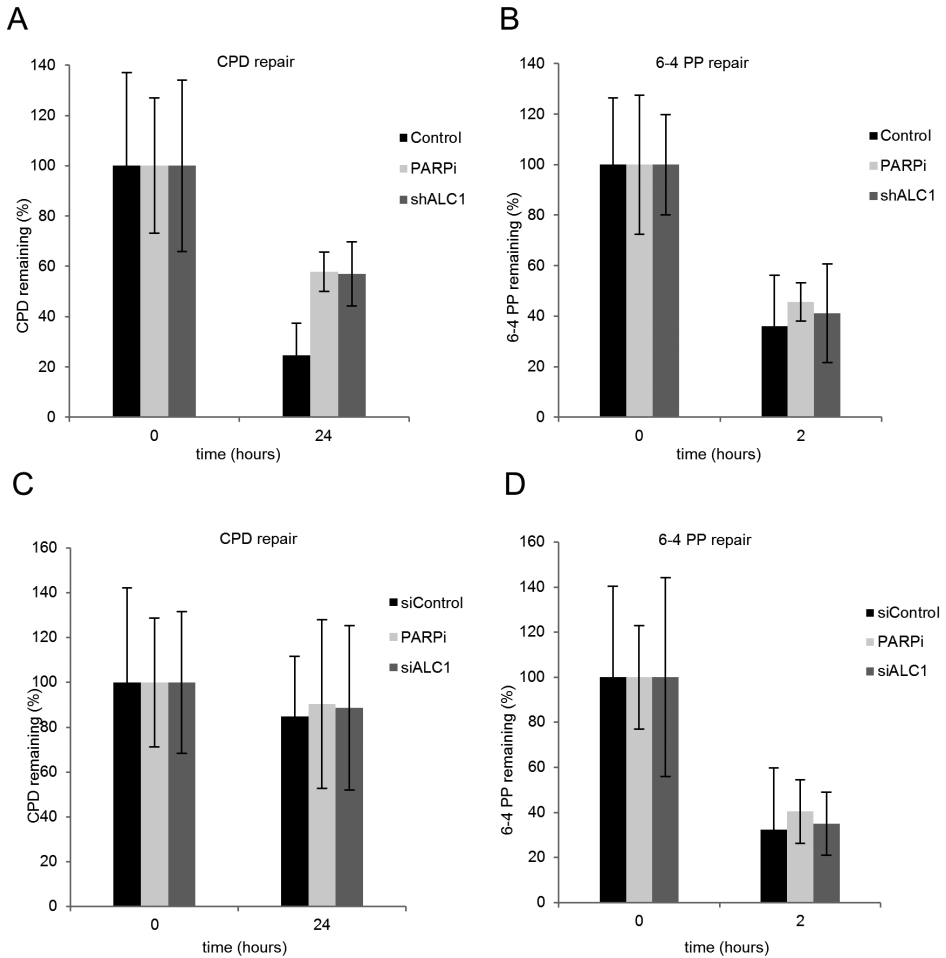 A
CPD repair
CPD remaining (%)
140
120
100
80
60
40
20
0
0
24
time (hours)
Control
PARPi
shALC1
B
6-4 PP repair
6-4 PP remaining (%)
140
120
100
80
60
40
20
0
0
2
time (hours)
Control
PARPi
shALC1
C
CPD repair
CPD remaining (%)
160
140
120
100
80
60
40
20
0
0
24
time (hours)
siControl
PARPi
siALC1
D
6-4 PP repair
6-4 PP remaining (%)
160
140
120
100
80
60
40
20
0
0
2
time (hours)
siControl
PARPi
siALC1